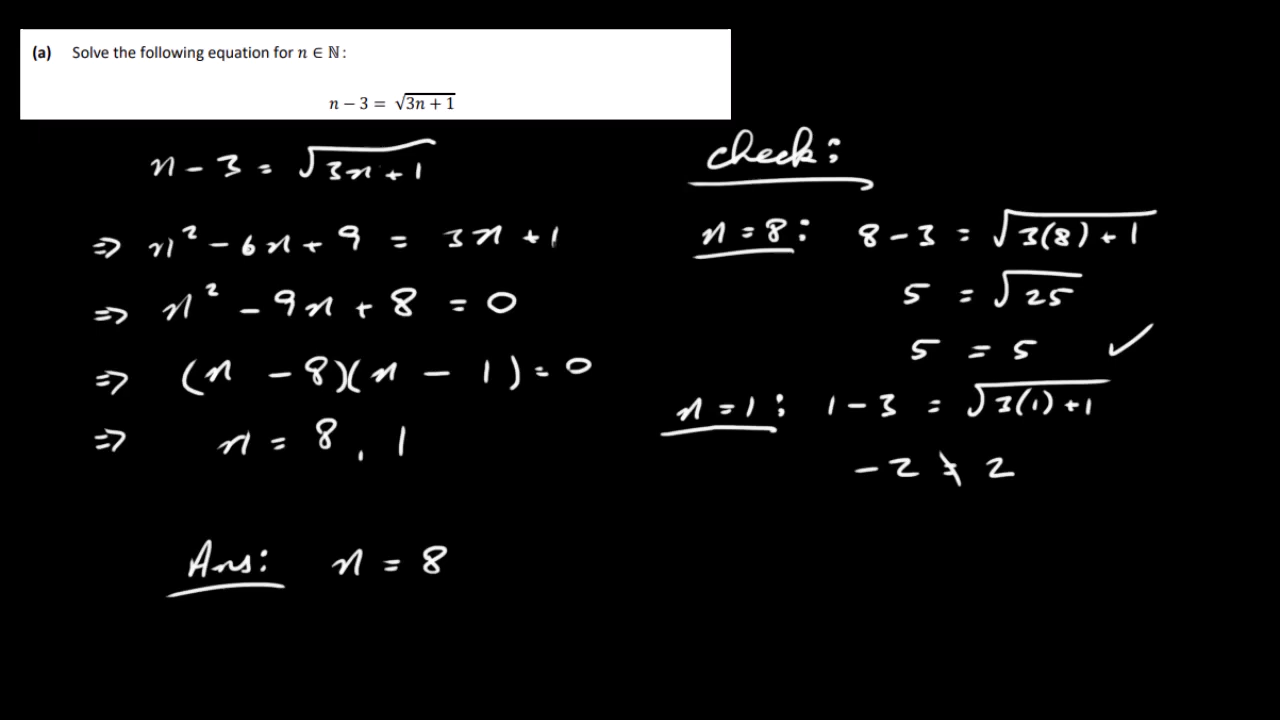 (a) Solve the following equation for n ∈ ℕ:
n − 3 = √3n + 1
n - 3 = √3n + 1
⇒ n² - 6n + 9 = 3n + 1
⇒ n² - 9n + 8 = 0
⇒ (n - 8)(n - 1) = 0
⇒ n = 8, 1
Ans: n = 8
check:
n = 8: 8 - 3 = √3(8) + 1
5 = √25
5 = 5 ✓
n = 1: 1 - 3 = √3(1) + 1
- 2 ≠ 2